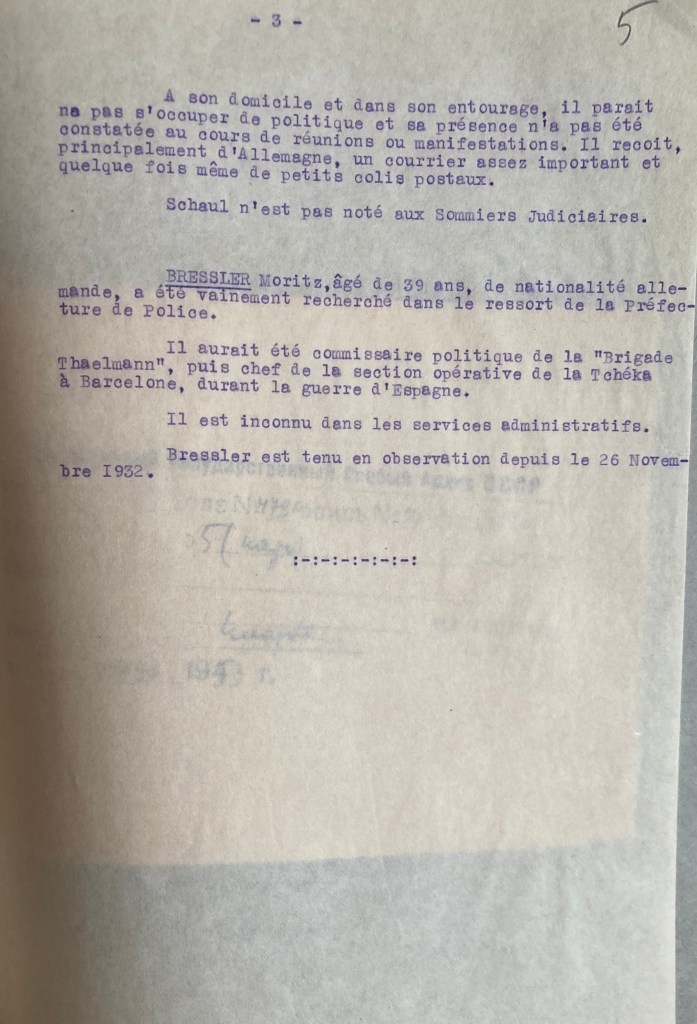 - 3 -
5
A son domicile et dans son entourage, il parait
ne pas s'occuper de politique et sa présence n'a pas été
constatée au cours de réunions ou manifestations. Il recoit,
principalement d'Allemagne, un courrier assez important et
quelque fois même de petits colis postaux.
Schaul n'est pas noté aux Sommiers Judiciaires.
BRESSLER Moritz,âgé de 39 ans, de nationalité alle-
mande, a été vainement recherché dans le ressort de la Préfec-
ture de Police.
Il aurait été commissaire politique de la "Brigade
Thaelmann", puis chef de la section opérative de la Tchéka
à Barcelone, durant la guerre d'Espagne.
Il est inconnu dans les services administratifs.
Bressler est tenu en observation depuis le 26 Novem-
bre I932.
:-:-:-:-:-:-: